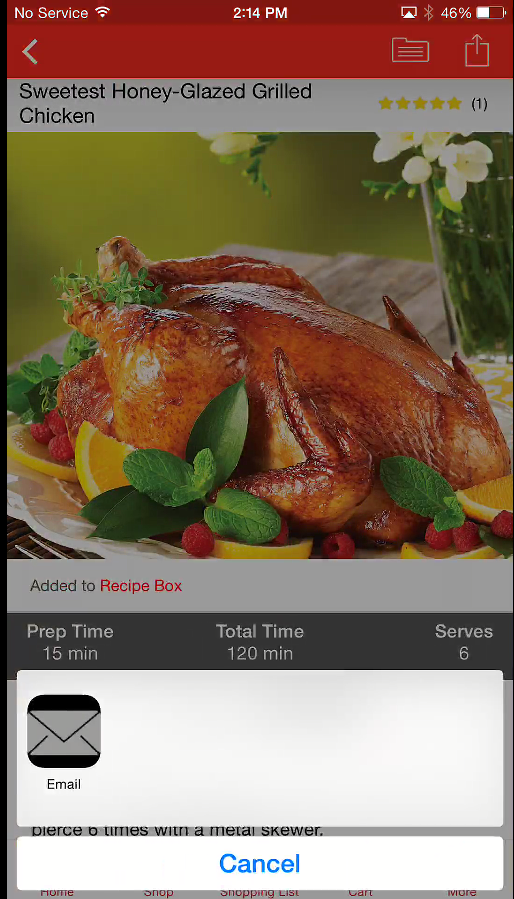 No Service 2:14 PM 46%
Sweetest Honey-Glazed Grilled
Chicken
(1)
Added to Recipe Box
Prep Time Total Time Serves
15 min 120 min 6
Email
pierce 6 times with a metal skewer.
Cancel
Home Shop Shopping List Cart More